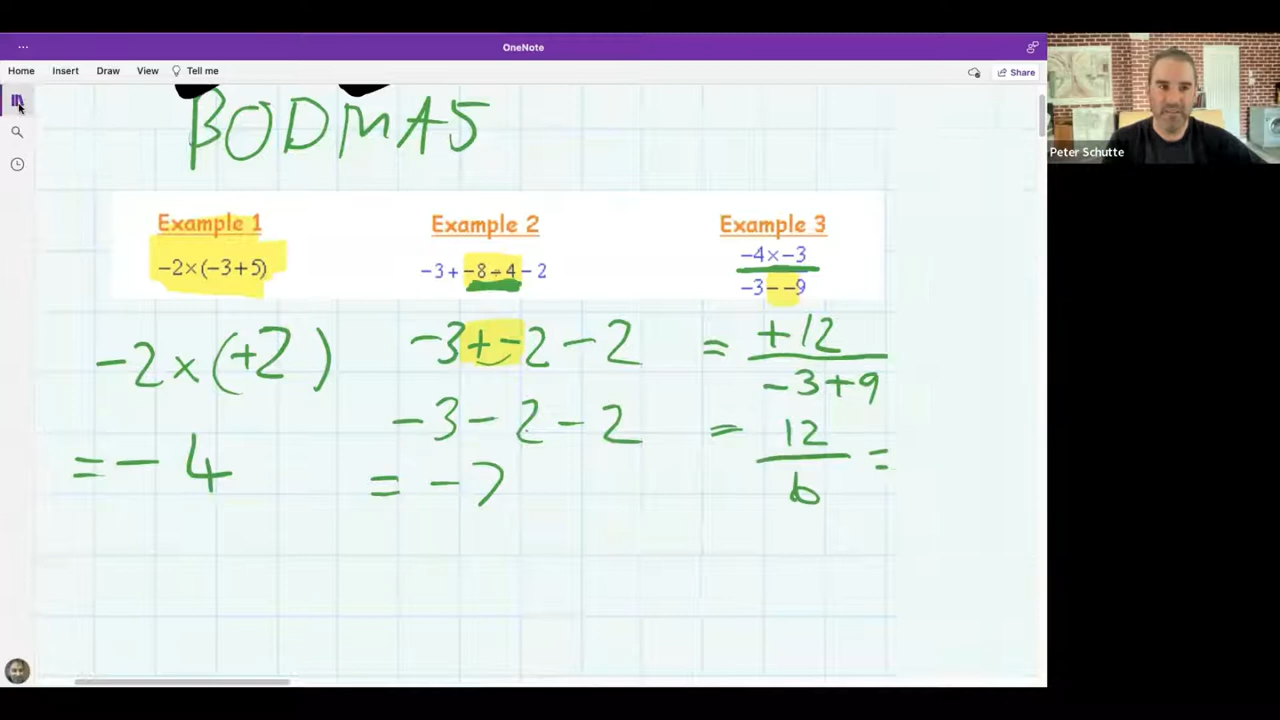 OneNote
Home Insert Draw View Tell me
Share
Peter Schutte
BODMAS
Example 1 Example 2 Example 3
−2×(−3+5)
−3+−8÷4−2
−4×−3
−3−−9
−2×(+2)
−3+−2−2
= +12
−3+9
−3−2−2
= 12
6 =
=−4
= −7